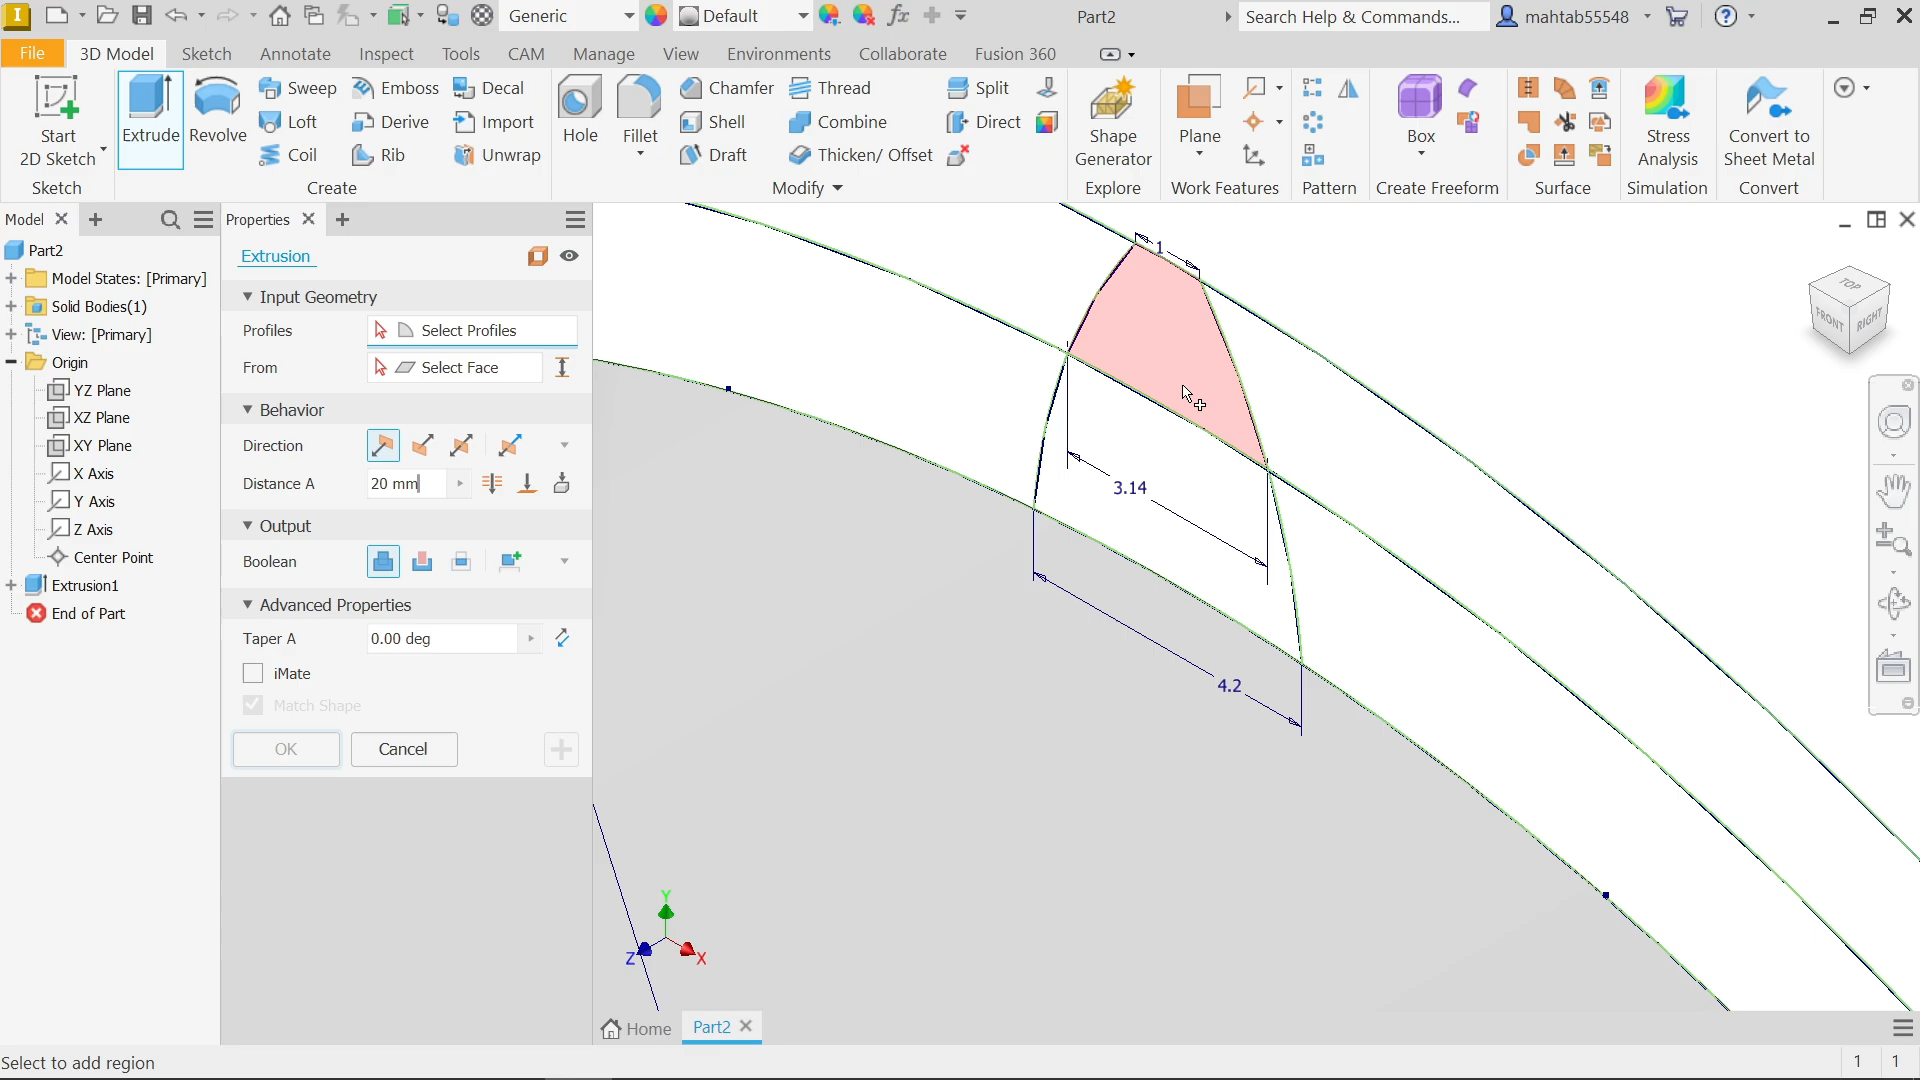 Generic
Default
Part2
Search Help & Commands...
mahtab55548
File
3D Model
Sketch
Annotate
Inspect
Tools
CAM
Manage
View
Environments
Collaborate
Fusion 360
Start
2D Sketch
Extrude
Revolve
Sweep
Loft
Coil
Emboss
Derive
Rib
Decal
Import
Unwrap
Hole
Fillet
Chamfer
Shell
Draft
Thread
Combine
Thicken/ Offset
Split
Direct
Shape
Generator
Plane
Box
Stress
Analysis
Convert to
Sheet Metal
Sketch
Create
Modify
Explore
Work Features
Pattern
Create Freeform
Surface
Simulation
Convert
Model
Part2
Model States: [Primary]
Solid Bodies(1)
View: [Primary]
Origin
YZ Plane
XZ Plane
XY Plane
X Axis
Y Axis
Z Axis
Center Point
Extrusion1
End of Part
Properties
Extrusion
Input Geometry
Profiles
Select Profiles
From
Select Face
Behavior
Direction
Distance A
20 mm
Output
Boolean
Advanced Properties
Taper A
0.00 deg
iMate
Match Shape
OK
Cancel
1
3.14
4.2
TOP
FRONT
RIGHT
Y
Z
X
Home
Part2
Select to add region
1
1